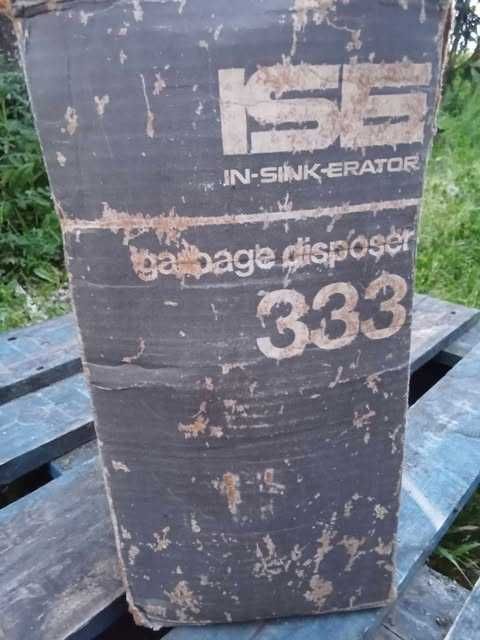 ISE
IN-SINK-ERATOR
garbage disposer
333